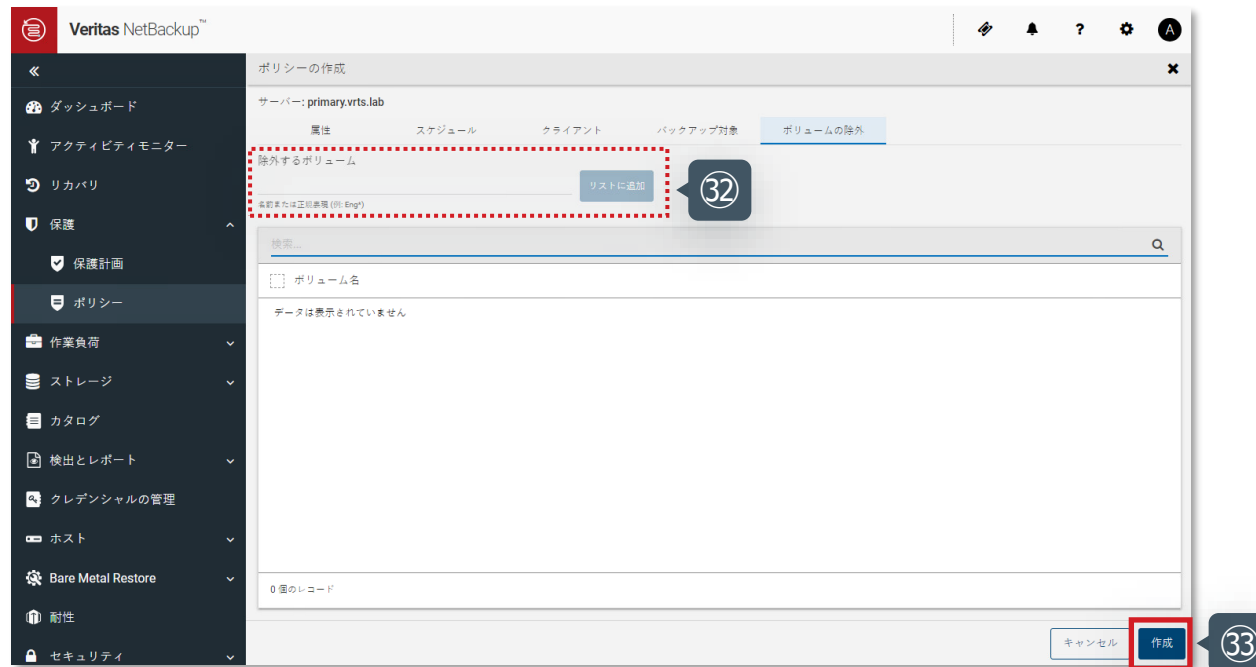 Veritas NetBackup™
A
ポリシーの作成
サーバー: primary.vrts.lab
属性 スケジュール クライアント バックアップ対象 ボリュームの除外
除外するボリューム
リストに追加
名前または正規表現 (例: Eng*)
㉜
検索...
ボリューム名
データは表示されていません
0 個のレコード
キャンセル 作成
㉝
ダッシュボード
アクティビティモニター
リカバリ
保護
保護計画
ポリシー
作業負荷
ストレージ
カタログ
検出とレポート
クレデンシャルの管理
ホスト
Bare Metal Restore
耐性
セキュリティ